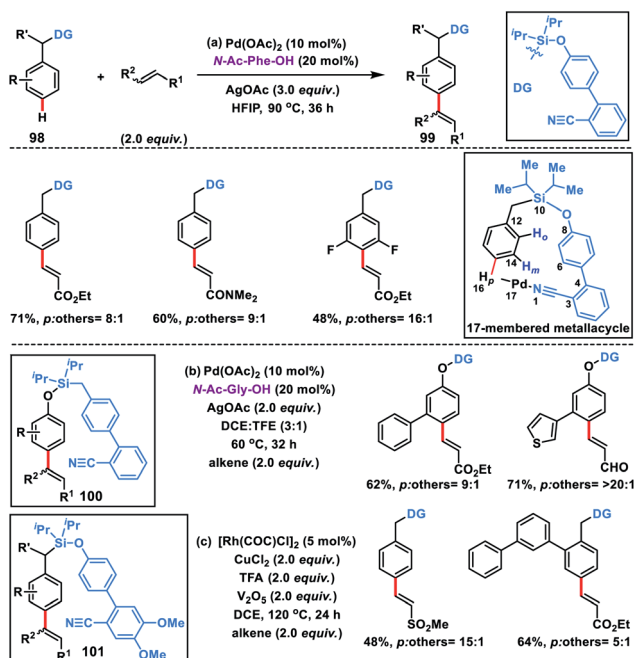 R' DG
R
H
98
+
R² R¹
(2.0 equiv.)
(a) Pd(OAc)₂ (10 mol%)
N-Ac-Phe-OH (20 mol%)
AgOAc (3.0 equiv.)
HFIP, 90 °C, 36 h
R' DG
R
R²
R¹
99
ⁱPr
ⁱPr Si O
DG
N≡
DG
CO₂Et
71%, p:others= 8:1
DG
CONMe₂
60%, p:others= 9:1
DG
F F
CO₂Et
48%, p:others= 16:1
Me Me
Me Me
Si
10
O
12 8
Hₒ
14 Hₘ 6
Hₚ Pd N 4
16 17 1 3
17-membered metallacycle
ⁱPr
ⁱPr Si
O
R
N≡
R²
R¹ 100
(b) Pd(OAc)₂ (10 mol%)
N-Ac-Gly-OH (20 mol%)
AgOAc (2.0 equiv.)
DCE:TFE (3:1)
60 °C, 32 h
alkene (2.0 equiv.)
DG
O
CO₂Et
62%, p:others= 9:1
DG
O
S
CHO
71%, p:others= >20:1
ⁱPr ⁱPr
R' Si O
R
N≡ OMe
R²
R¹ 101 OMe
(c) [Rh(COC)Cl]₂ (5 mol%)
CuCl₂ (2.0 equiv.)
TFA (2.0 equiv.)
V₂O₅ (2.0 equiv.)
DCE, 120 °C, 24 h
alkene (2.0 equiv.)
DG
SO₂Me
48%, p:others= 15:1
DG
CO₂Et
64%, p:others= 5:1